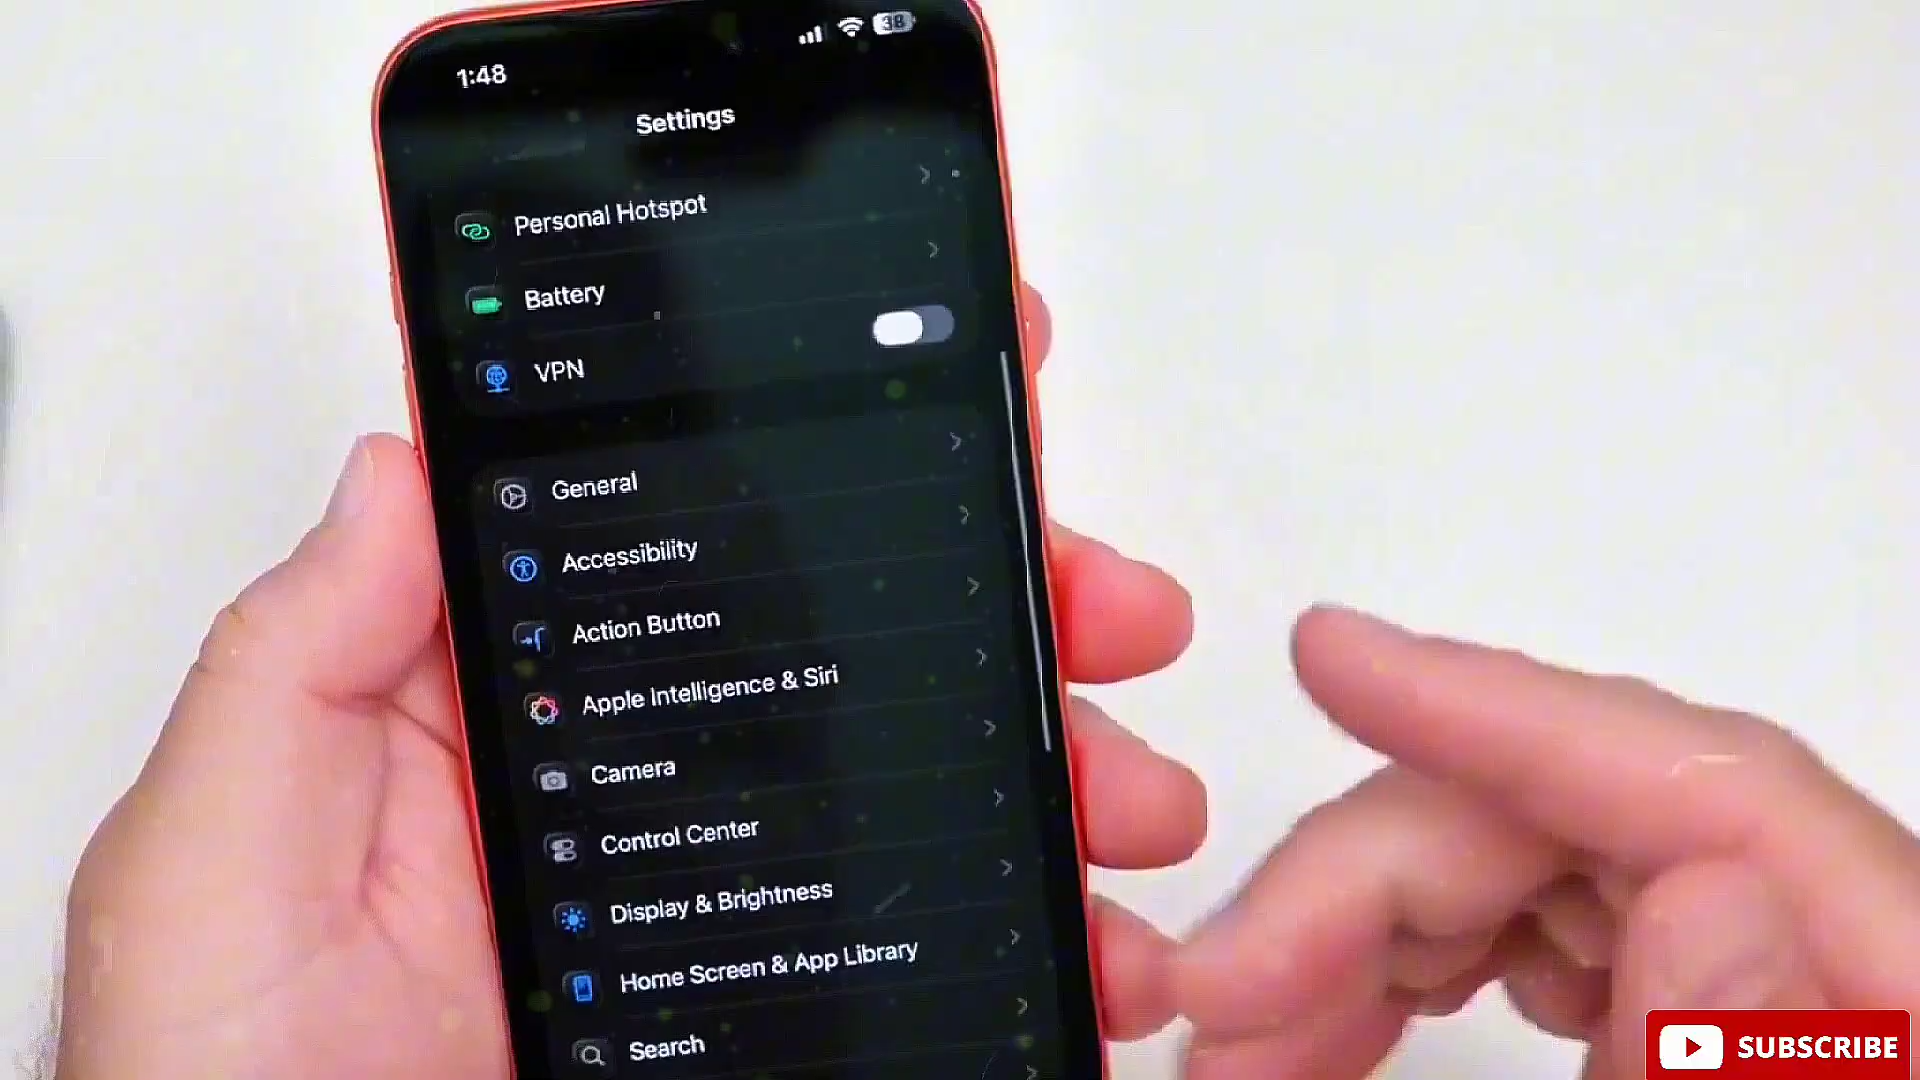 1:48
38
Settings
Personal Hotspot
Battery
VPN
General
Accessibility
Action Button
Apple Intelligence & Siri
Camera
Control Center
Display & Brightness
Home Screen & App Library
Search
SUBSCRIBE